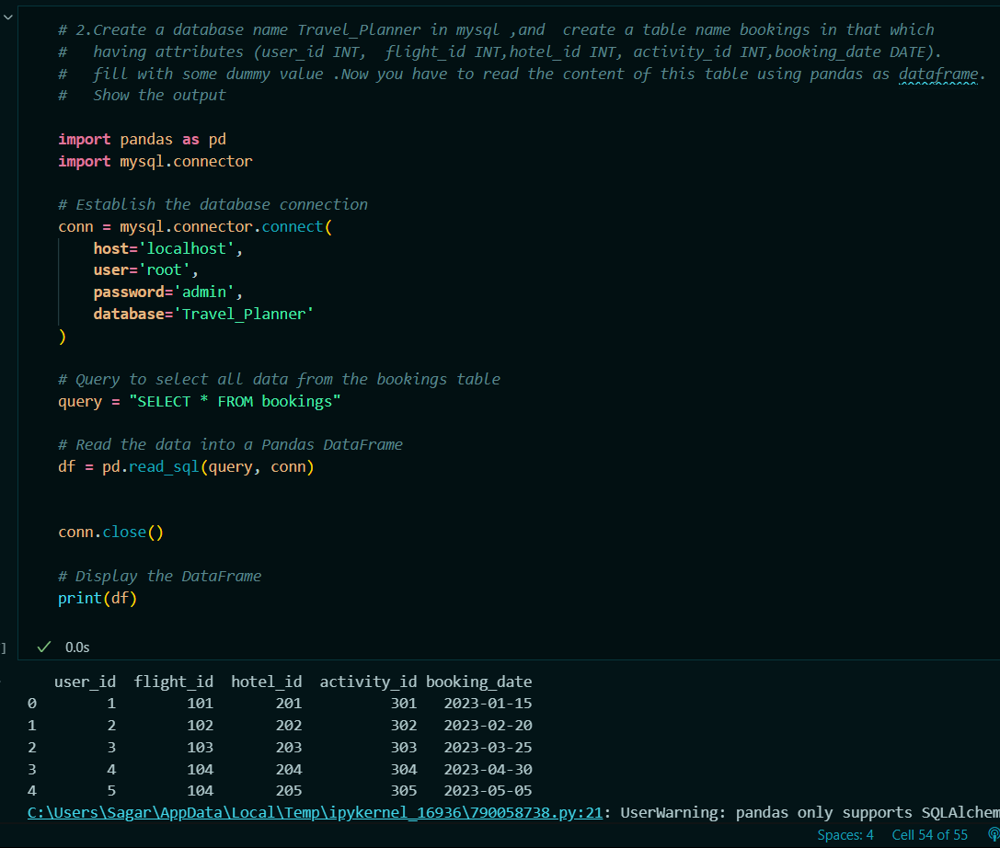 # 2.Create a database name Travel_Planner in mysql ,and  create a table name bookings in that which
#   having attributes (user_id INT,  flight_id INT,hotel_id INT, activity_id INT,booking_date DATE).
#   fill with some dummy value .Now you have to read the content of this table using pandas as dataframe.
#   Show the output
import pandas as pd
import mysql.connector
# Establish the database connection
conn = mysql.connector.connect(
    host='localhost',
    user='root',
    password='admin',
    database='Travel_Planner'
)
# Query to select all data from the bookings table
query = "SELECT * FROM bookings"
# Read the data into a Pandas DataFrame
df = pd.read_sql(query, conn)
conn.close()
# Display the DataFrame
print(df)
] 0.0s
   user_id  flight_id  hotel_id  activity_id booking_date
0        1        101       201          301   2023-01-15
1        2        102       202          302   2023-02-20
2        3        103       203          303   2023-03-25
3        4        104       204          304   2023-04-30
4        5        104       205          305   2023-05-05
C:\Users\Sagar\AppData\Local\Temp\ipykernel_16936\790058738.py:21: UserWarning: pandas only supports SQLAlchem
Spaces: 4 Cell 54 of 55